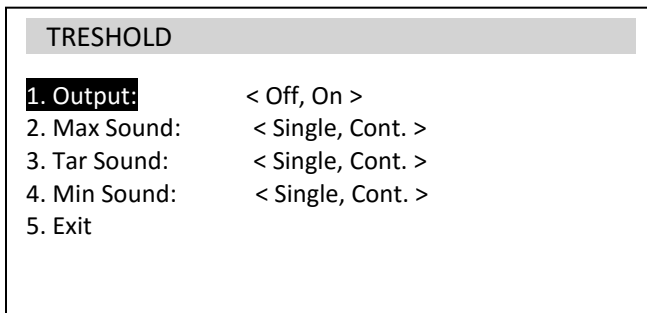 TRESHOLD
1. Output: < Off, On >
2. Max Sound: < Single, Cont. >
3. Tar Sound: < Single, Cont. >
4. Min Sound: < Single, Cont. >
5. Exit